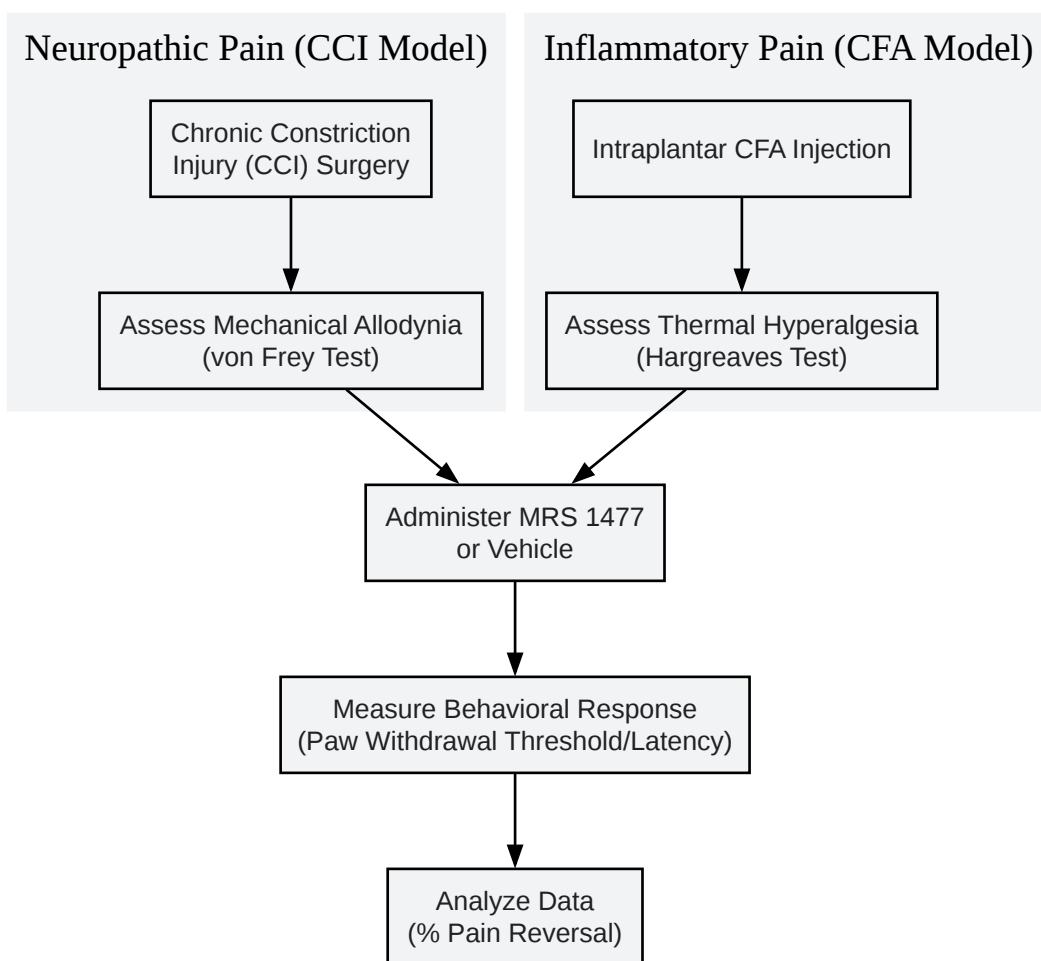 Neuropathic Pain (CCI Model)
Chronic Constriction
Injury (CCI) Surgery
Assess Mechanical Allodynia
(von Frey Test)
Inflammatory Pain (CFA Model)
Intraplantar CFA Injection
Assess Thermal Hyperalgesia
(Hargreaves Test)
Administer MRS 1477
or Vehicle
Measure Behavioral Response
(Paw Withdrawal Threshold/Latency)
Analyze Data
(% Pain Reversal)